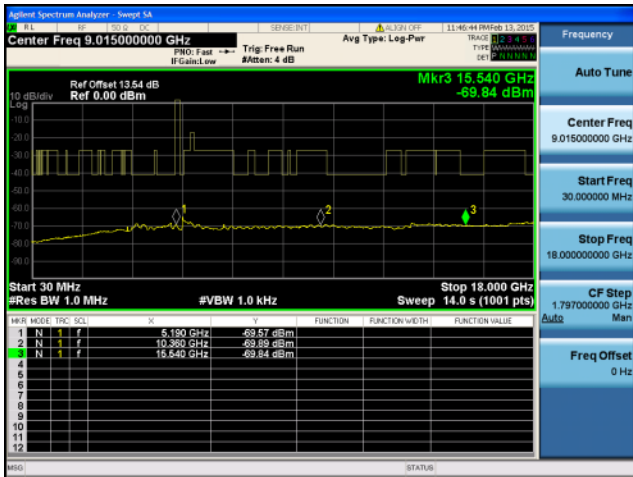 Agilent Spectrum Analyzer - Swept SA
RL RF 50 Ω DC SENSE:INT ALIGN OFF 11:46:44 PM Feb 13, 2015
Center Freq 9.015000000 GHz
PNO: Fast
IFGain:Low
Trig: Free Run
#Atten: 4 dB
Avg Type: Log-Pwr
TRACE 1 2 3 4 5 6
TYPE
DET P N N N N N
Ref Offset 13.54 dB
Ref 0.00 dBm
Mkr3 15.540 GHz
-69.84 dBm
10 dB/div
Log
-10.0
-20.0
-30.0
-40.0
-50.0
-60.0
-70.0
-80.0
-90.0
1
2
3
Start 30 MHz
#Res BW 1.0 MHz
#VBW 1.0 kHz
Stop 18.000 GHz
Sweep 14.0 s (1001 pts)
MKR MODE TRC SCL X Y FUNCTION FUNCTION WIDTH FUNCTION VALUE
1 N 1 f 5.190 GHz -69.57 dBm
2 N 1 f 10.360 GHz -69.89 dBm
3 N 1 f 15.540 GHz -69.84 dBm
4
5
6
7
8
9
10
11
12
MSG
STATUS
Frequency
Auto Tune
Center Freq
9.015000000 GHz
Start Freq
30.000000 MHz
Stop Freq
18.000000000 GHz
CF Step
1.797000000 GHz
Auto Man
Freq Offset
0 Hz